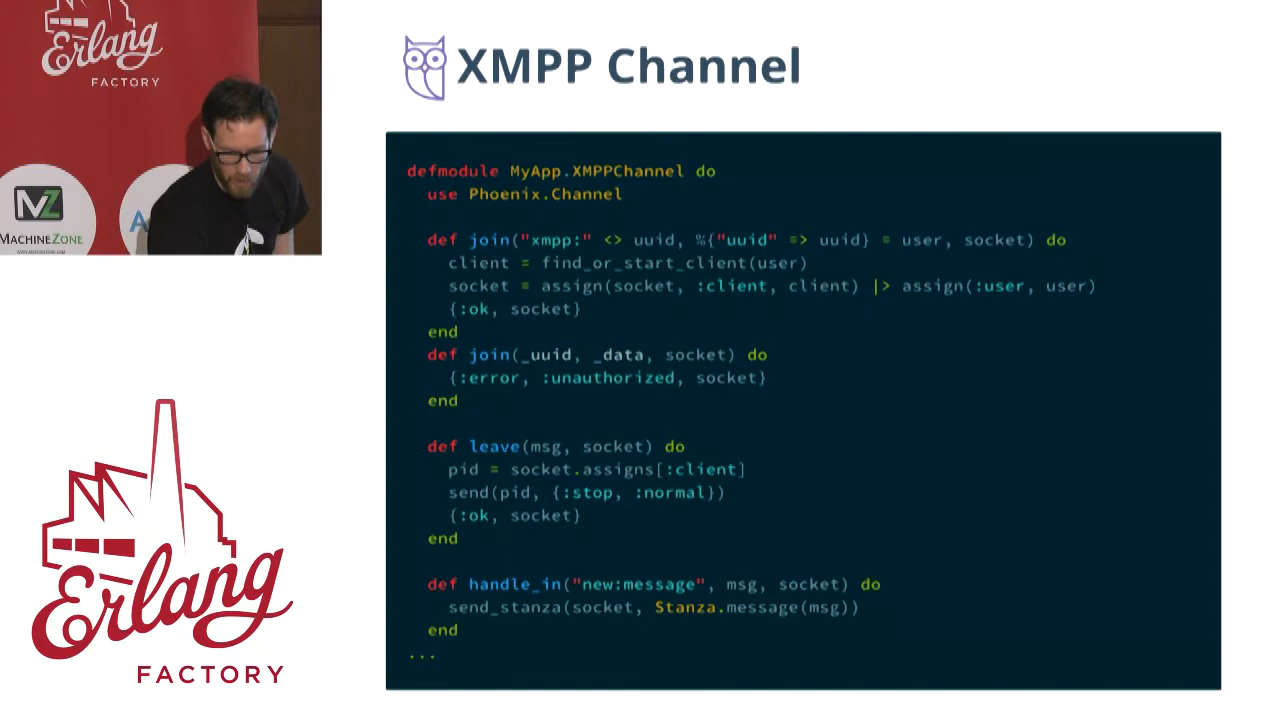 Erlang
FACTORY
MZ
MACHINEZONE
XMPP Channel
defmodule MyApp.XMPPChannel do
  use Phoenix.Channel
  def join("xmpp:" <> uuid, %{"uuid" => uuid} = user, socket) do
    client = find_or_start_client(user)
    socket = assign(socket, :client, client) |> assign(:user, user)
    {:ok, socket}
  end
  def join(_uuid, _data, socket) do
    {:error, :unauthorized, socket}
  end
  def leave(msg, socket) do
    pid = socket.assigns[:client]
    send(pid, {:stop, :normal})
    {:ok, socket}
  end
  def handle_in("new:message", msg, socket) do
    send_stanza(socket, Stanza.message(msg))
  end
...
Erlang
FACTORY